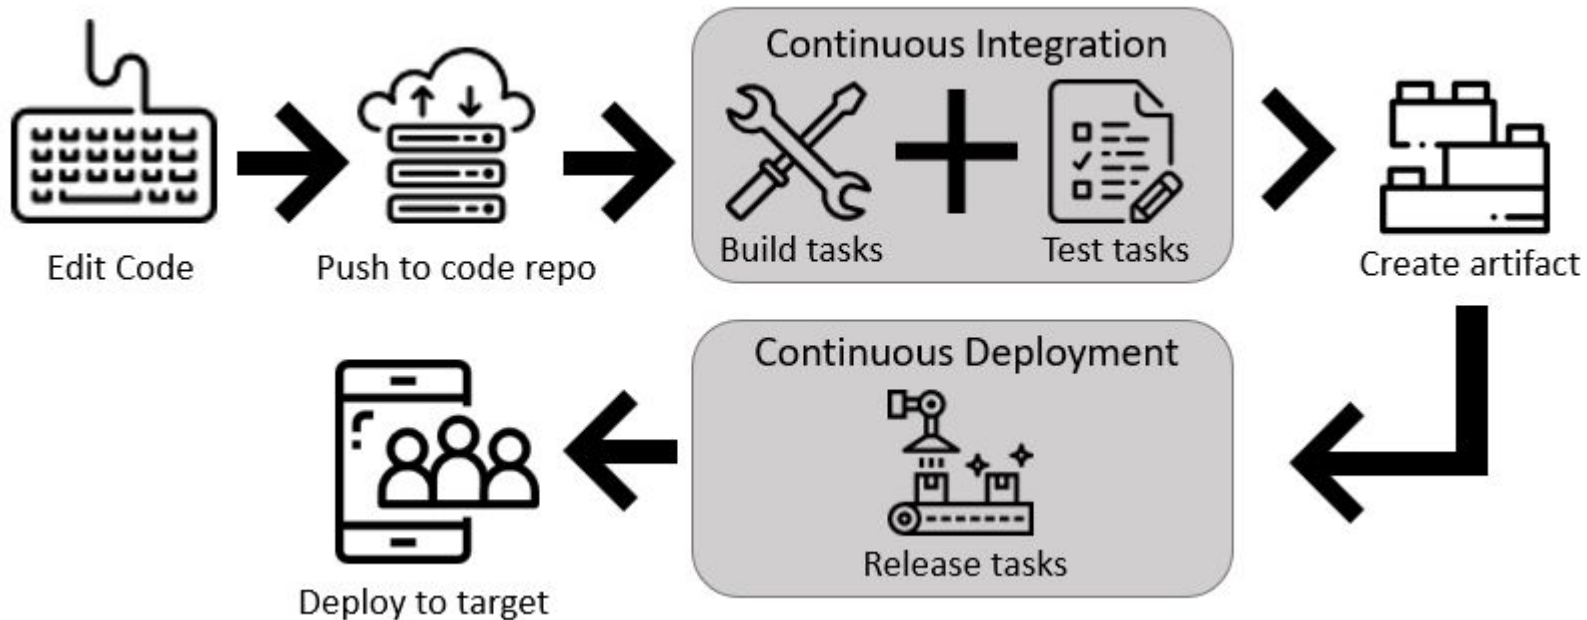 Continuous Integration
Build tasks
Test tasks
Edit Code
Push to code repo
Create artifact
Continuous Deployment
Release tasks
Deploy to target